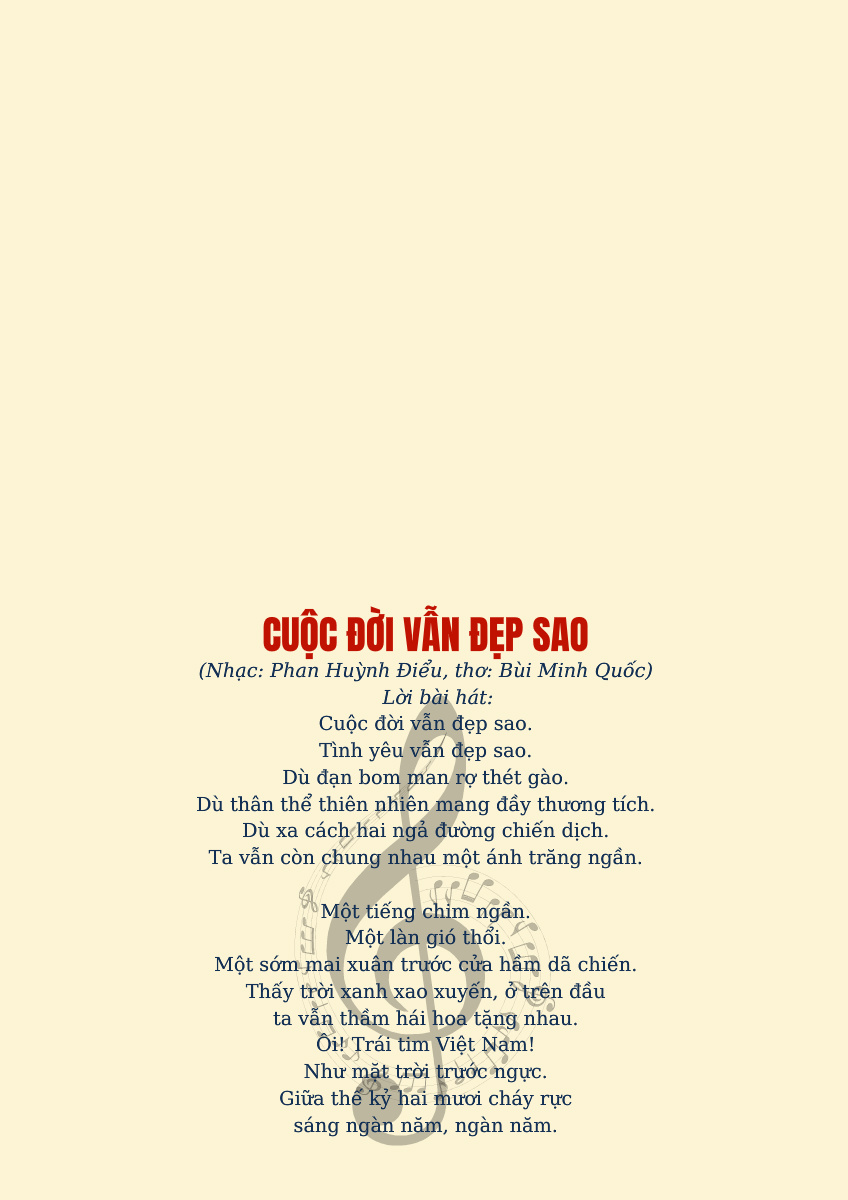 CUỘC ĐỜI VẪN ĐẸP SAO
(Nhạc: Phan Huỳnh Điểu, thơ: Bùi Minh Quốc)
Lời bài hát:
Cuộc đời vẫn đẹp sao.
Tình yêu vẫn đẹp sao.
Dù đạn bom man rợ thét gào.
Dù thân thể thiên nhiên mang đầy thương tích.
Dù xa cách hai ngả đường chiến dịch.
Ta vẫn còn chung nhau một ánh trăng ngần.
Một tiếng chim ngần.
Một làn gió thổi.
Một sớm mai xuân trước cửa hầm dã chiến.
Thấy trời xanh xao xuyến, ở trên đầu
ta vẫn thầm hái hoa tặng nhau.
Ôi! Trái tim Việt Nam!
Như mặt trời trước ngực.
Giữa thế kỷ hai mươi cháy rực
sáng ngàn năm, ngàn năm.